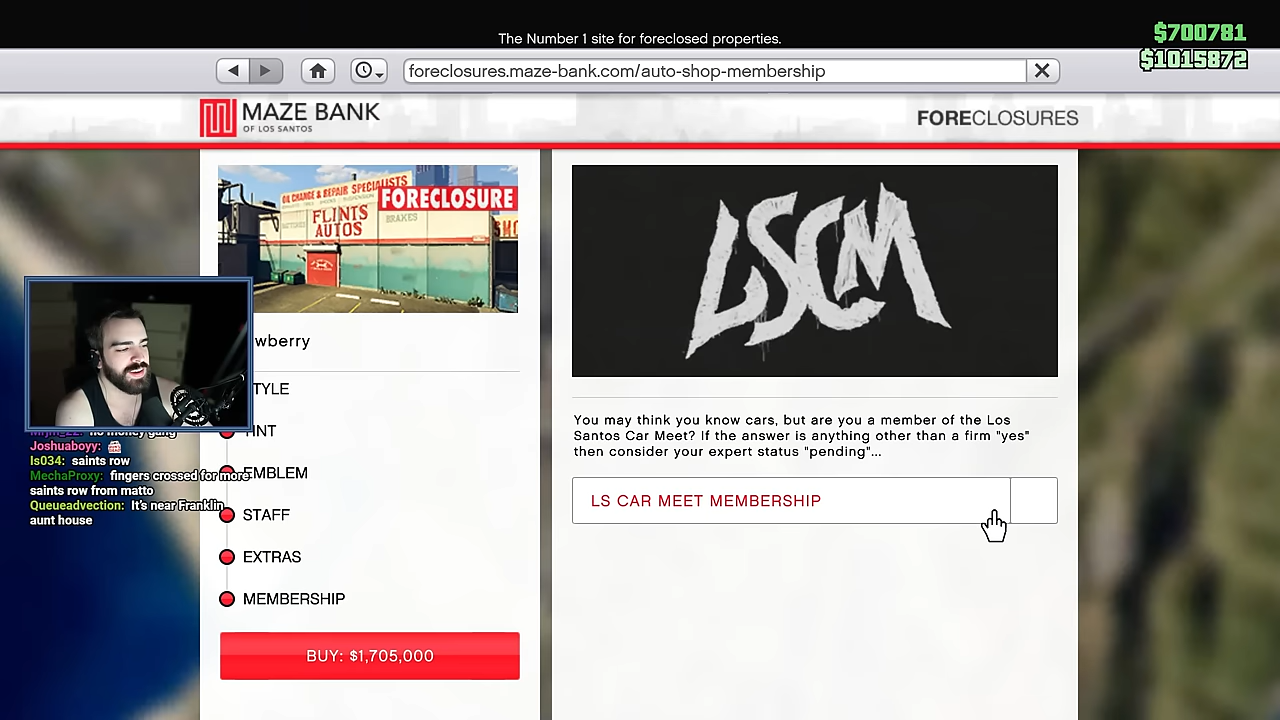 The Number 1 site for foreclosed properties.
$700781
$1015872
foreclosures.maze-bank.com/auto-shop-membership
MAZE BANK
OF LOS SANTOS
FORECLOSURES
OIL CHANGE & REPAIR SPECIALISTS
FORECLOSURE
FLINTS
AUTOS
BRAKES
LSCM
wberry
TYLE
INT
EMBLEM
STAFF
EXTRAS
MEMBERSHIP
BUY: $1,705,000
You may think you know cars, but are you a member of the Los
Santos Car Meet? If the answer is anything other than a firm "yes"
then consider your expert status "pending"...
LS CAR MEET MEMBERSHIP
no money gang
Joshuaboyy:
Is034: saints row
MechaProxy: fingers crossed for more
saints row from matto
Queueadvection: It's near Franklin
aunt house